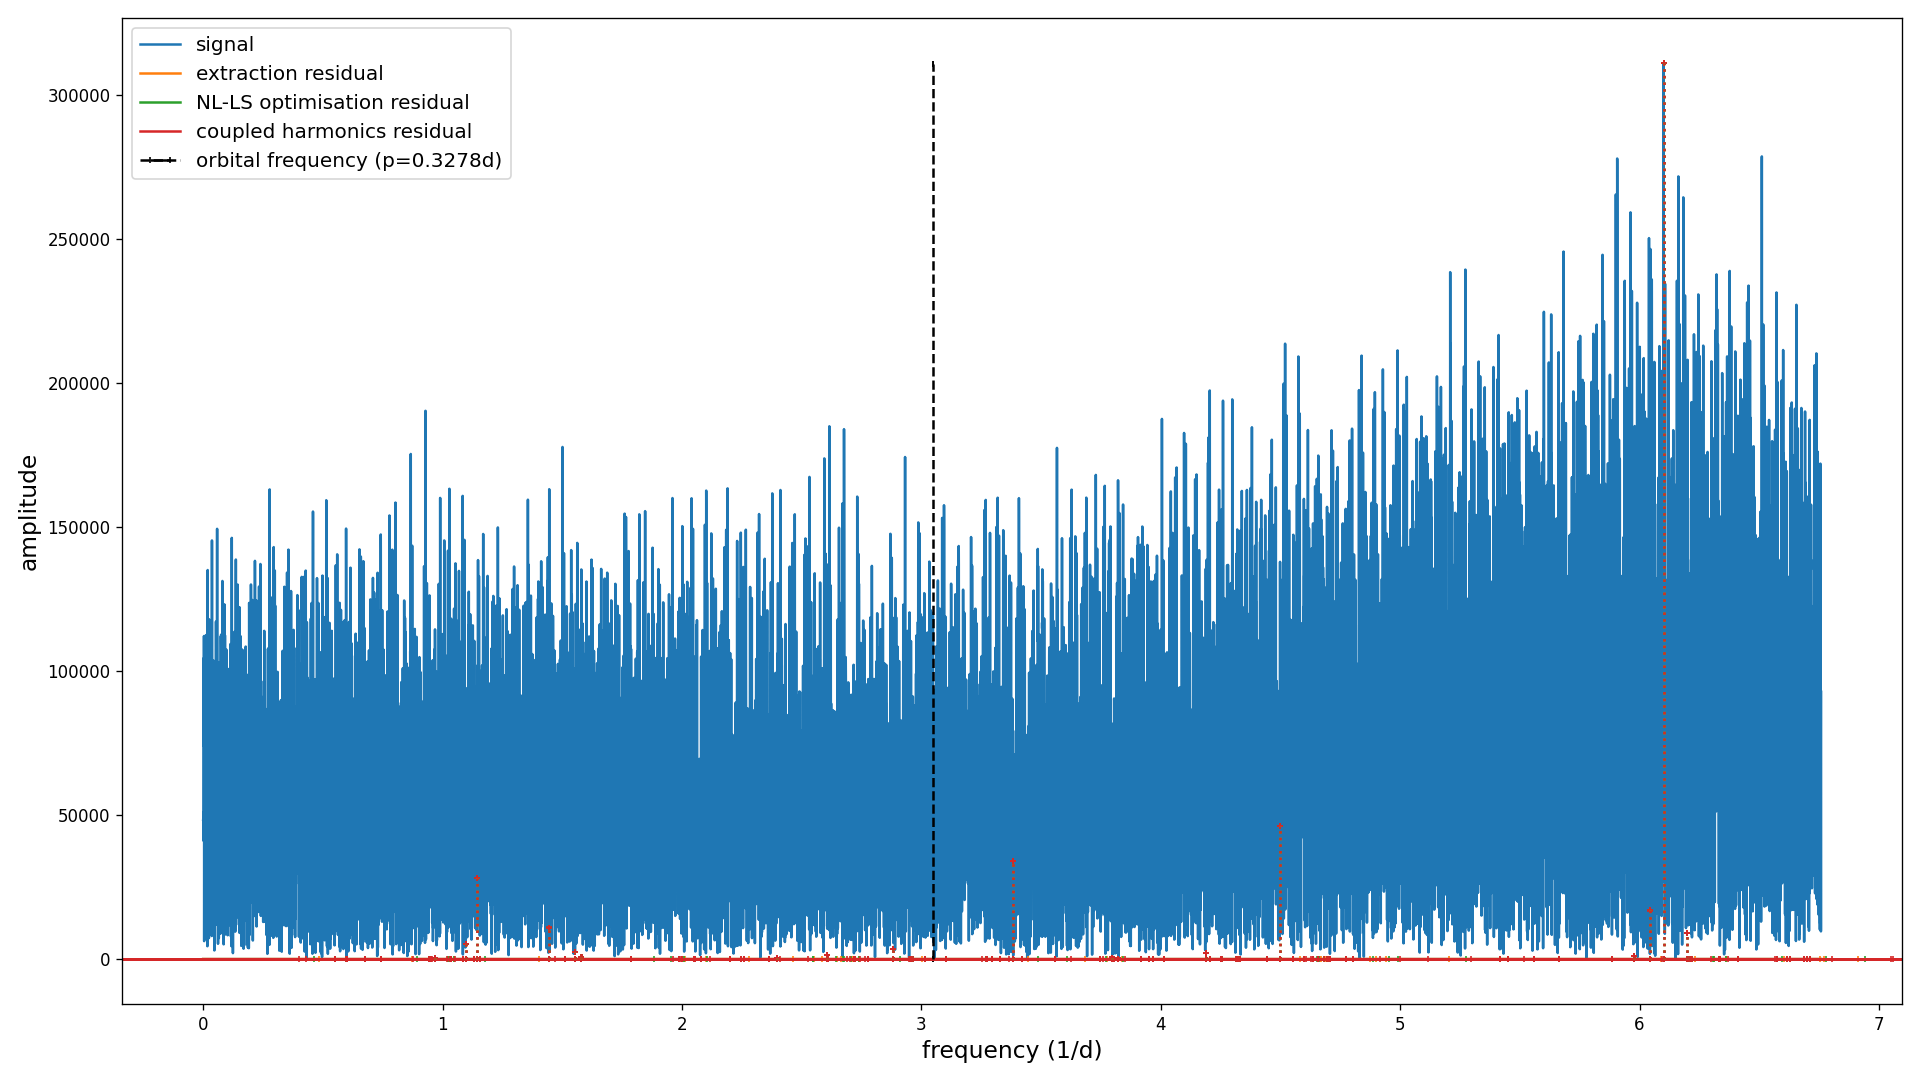 signal
extraction residual
NL-LS optimisation residual
coupled harmonics residual
orbital frequency (p=0.3278d)
300000
250000
200000
150000
100000
50000
0
amplitude
0 1 2 3 4 5 6 7
frequency (1/d)